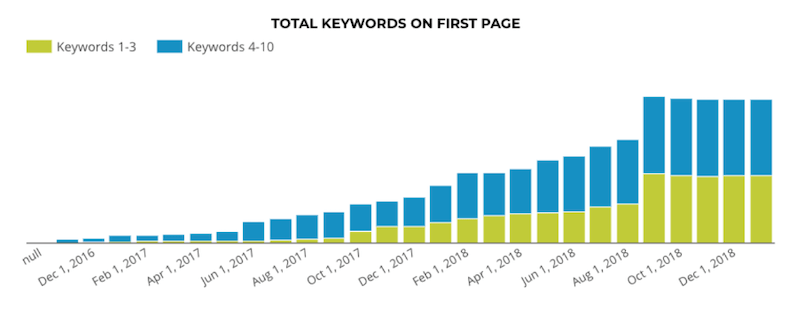 TOTAL KEYWORDS ON FIRST PAGE
Keywords 1-3
Keywords 4-10
null
Dec 1, 2016
Feb 1, 2017
Apr 1, 2017
Jun 1, 2017
Aug 1, 2017
Oct 1, 2017
Dec 1, 2017
Feb 1, 2018
Apr 1, 2018
Jun 1, 2018
Aug 1, 2018
Oct 1, 2018
Dec 1, 2018